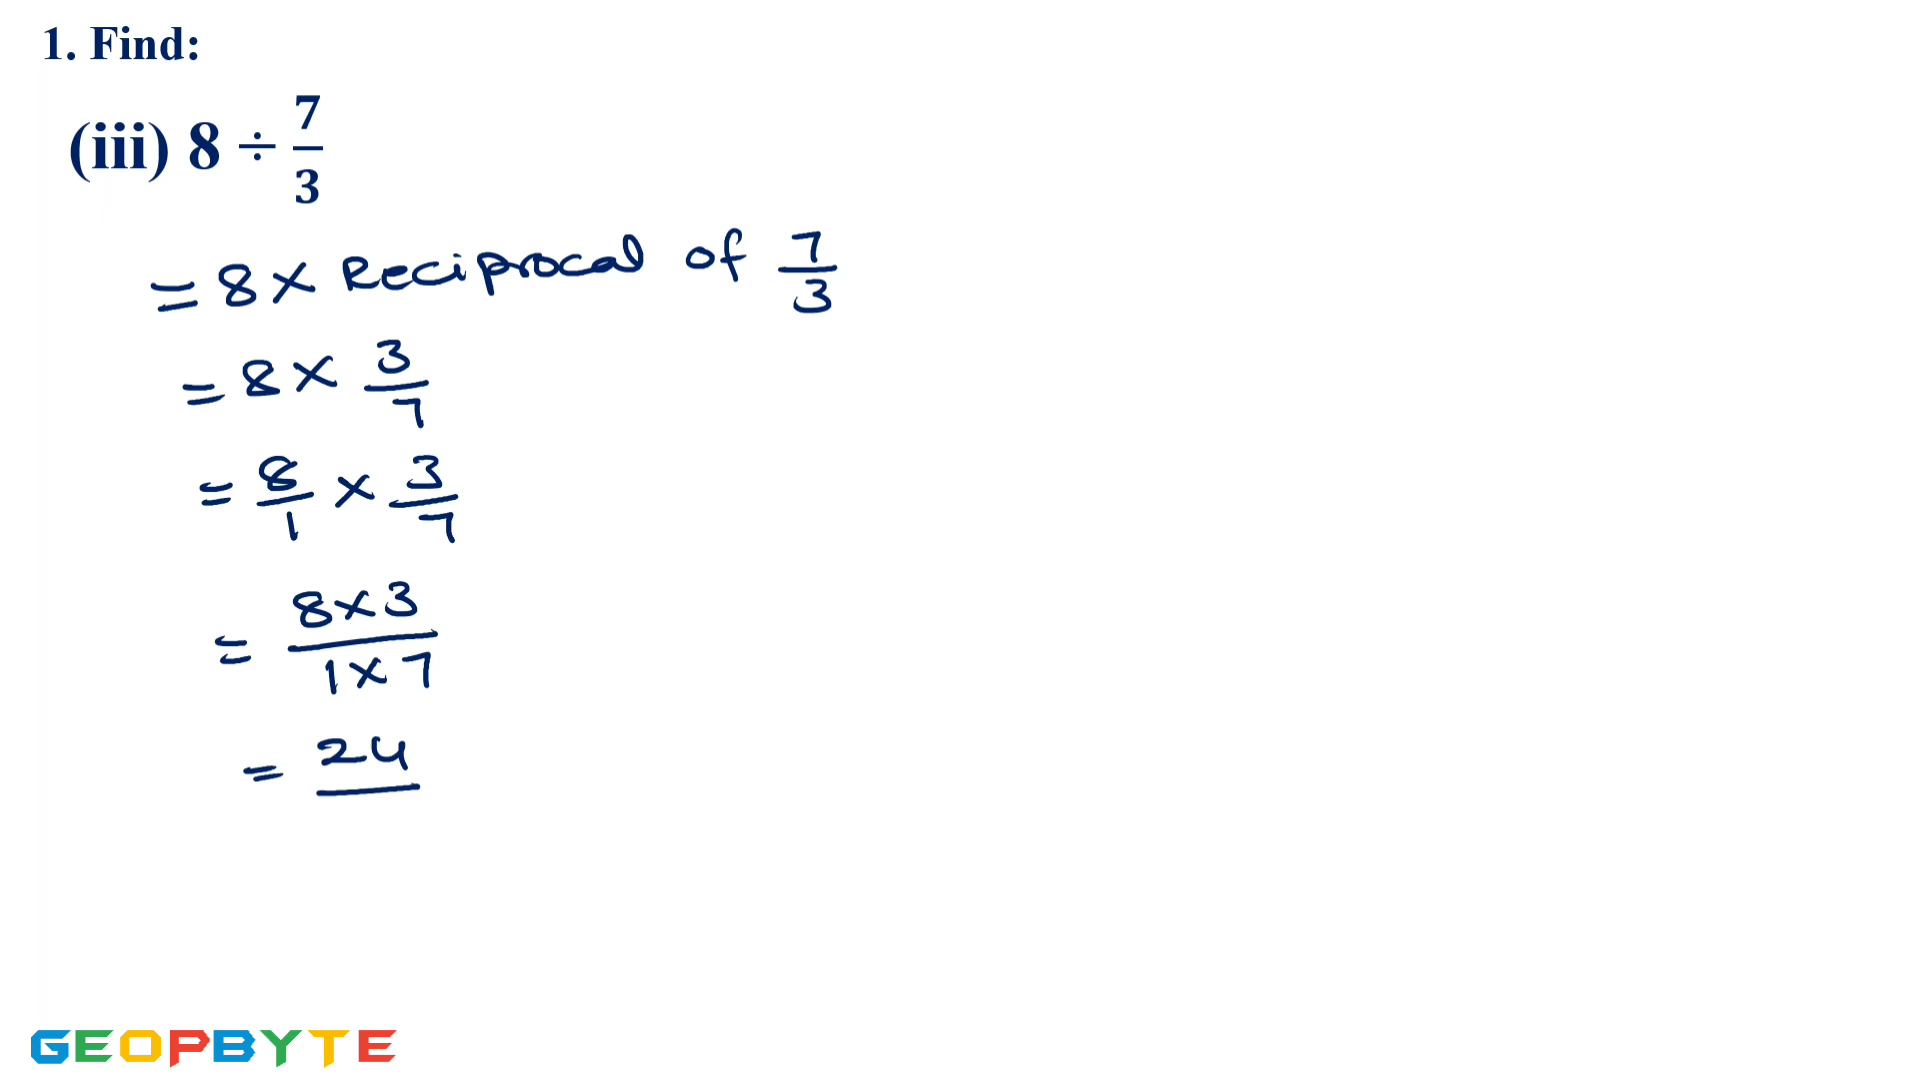 1. Find:
(iii) 8 ÷ 7/3
= 8 × Reciprocal of 7/3
= 8 × 3/7
= 8/1 × 3/7
= 8×3/1×7
= 24/
GEOPBYTE